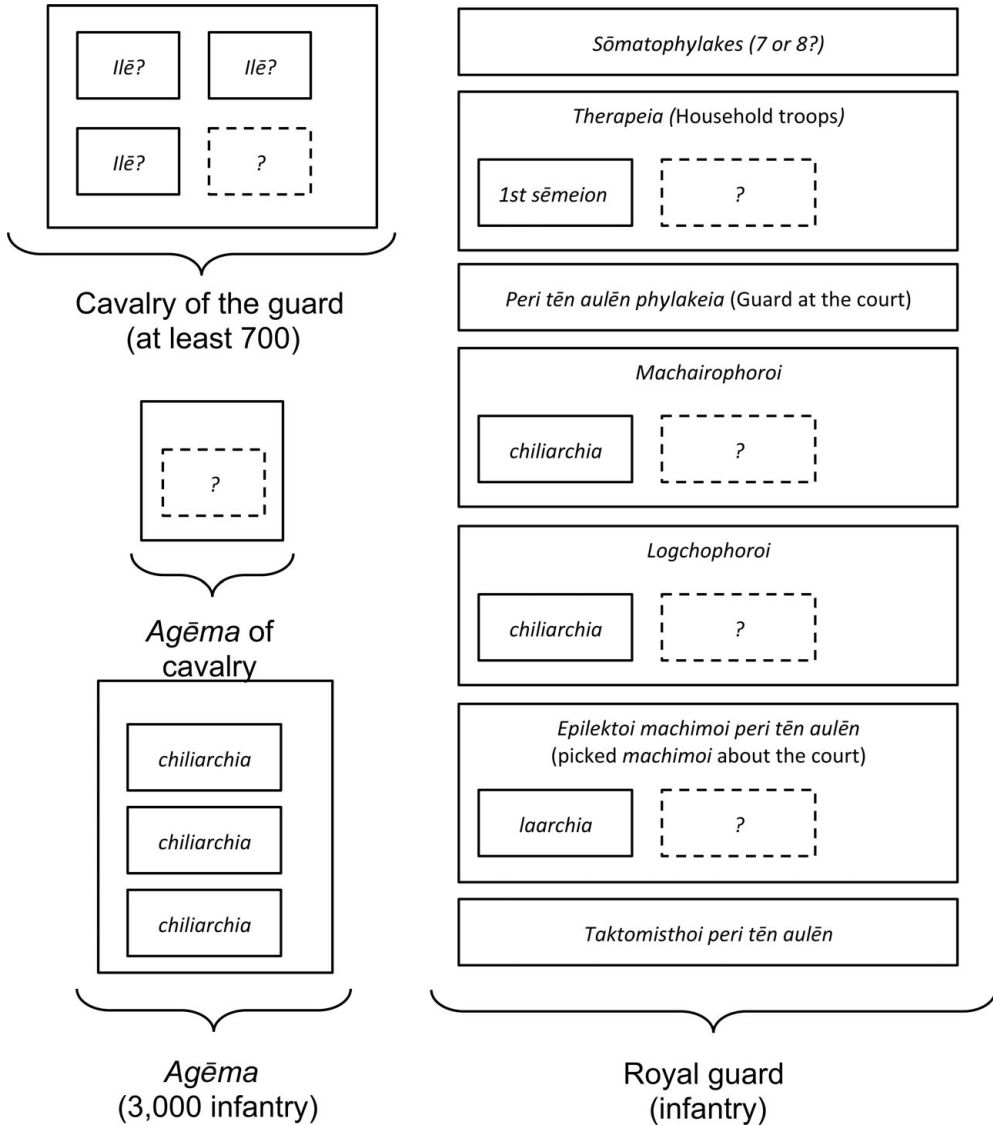 Ilē?
Ilē?
Ilē?
?
Cavalry of the guard
(at least 700)
?
Agēma of
cavalry
chiliarchia
chiliarchia
chiliarchia
Agēma
(3,000 infantry)
Sōmatophylakes (7 or 8?)
Therapeia (Household troops)
1st sēmeion
?
Peri tēn aulēn phylakeia (Guard at the court)
Machairophoroi
chiliarchia
?
Logchophoroi
chiliarchia
?
Epilektoi machimoi peri tēn aulēn
(picked machimoi about the court)
laarchia
?
Taktomisthoi peri tēn aulēn
Royal guard
(infantry)